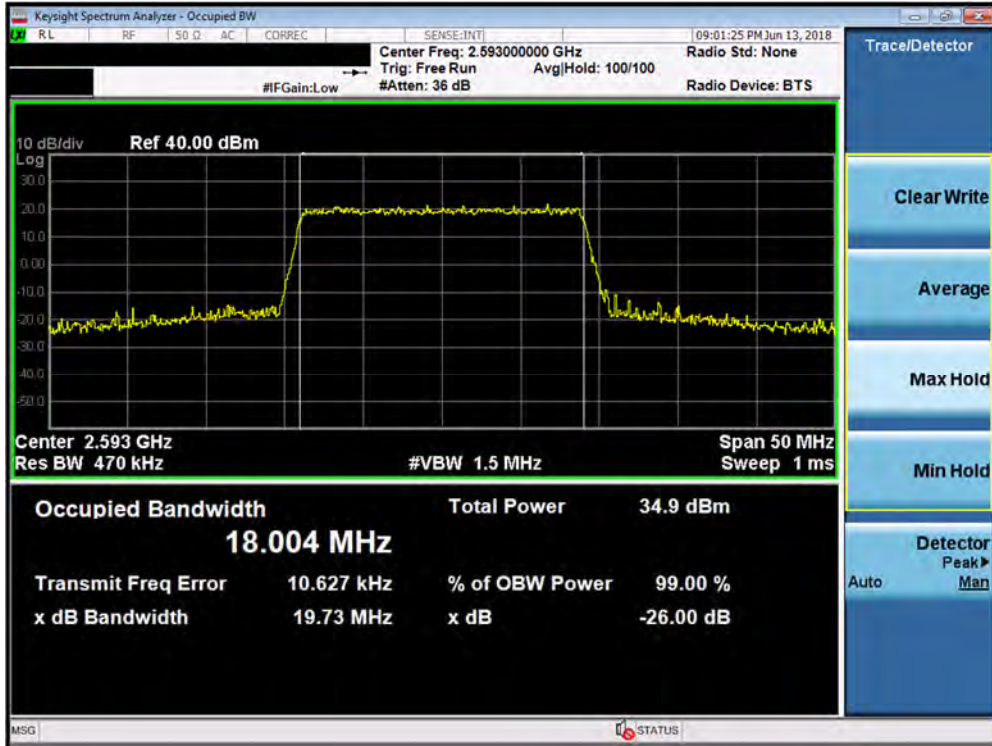 Keysight Spectrum Analyzer - Occupied BW
LXI RL RF 50 Ω AC CORREC SENSE:INT 09:01:25 PM Jun 13, 2018
Center Freq: 2.593000000 GHz Radio Std: None
Trig: Free Run Avg|Hold: 100/100
#IFGain:Low #Atten: 36 dB Radio Device: BTS
10 dB/div Ref 40.00 dBm
Log
30.0
20.0
10.0
0.00
-10.0
-20.0
-30.0
-40.0
-50.0
Center 2.593 GHz Span 50 MHz
Res BW 470 kHz #VBW 1.5 MHz Sweep 1 ms
Occupied Bandwidth Total Power 34.9 dBm
18.004 MHz
Transmit Freq Error 10.627 kHz % of OBW Power 99.00 %
x dB Bandwidth 19.73 MHz x dB -26.00 dB
Trace/Detector
Clear Write
Average
Max Hold
Min Hold
Detector
Peak▶
Auto Man
MSG STATUS